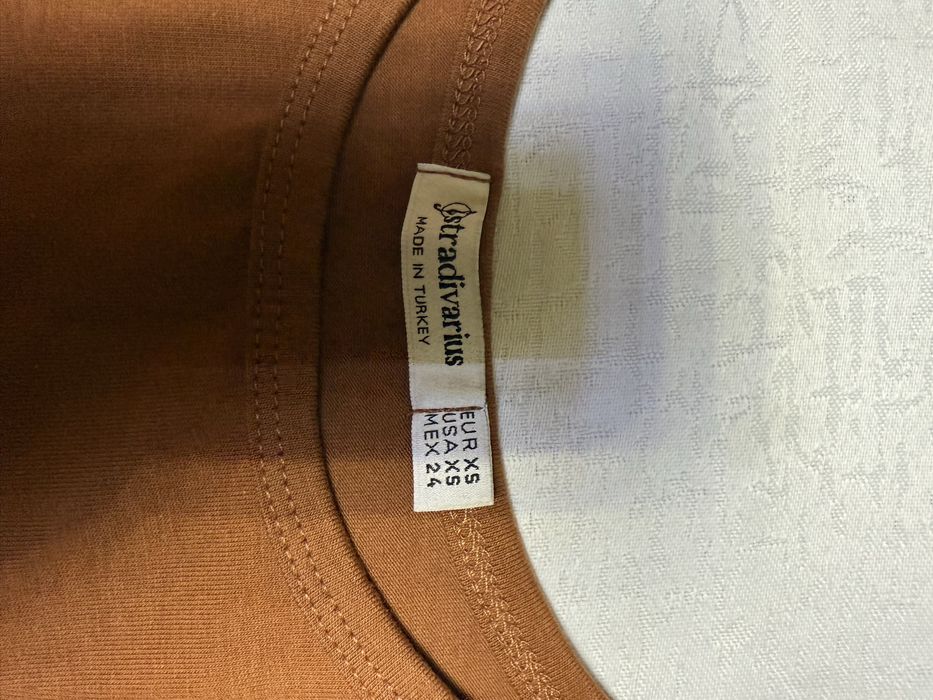 stradivarius
MADE IN TURKEY
EUR XS
USA XS
MEX 24